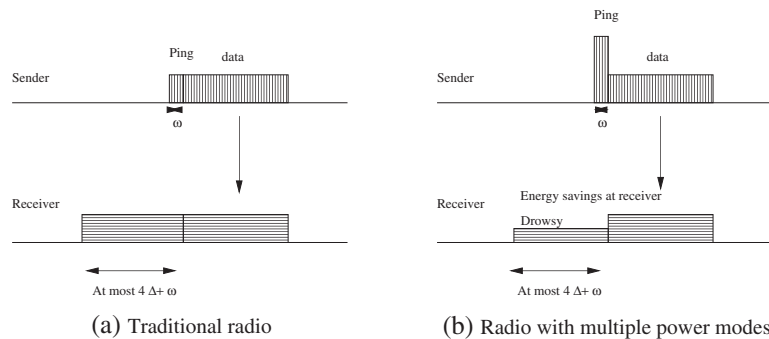 Ping
data
Sender
ω
Receiver
At most 4 Δ+ ω
(a) Traditional radio
Ping
data
Sender
ω
Energy savings at receiver
Receiver
Drowsy
At most 4 Δ+ ω
(b) Radio with multiple power modes